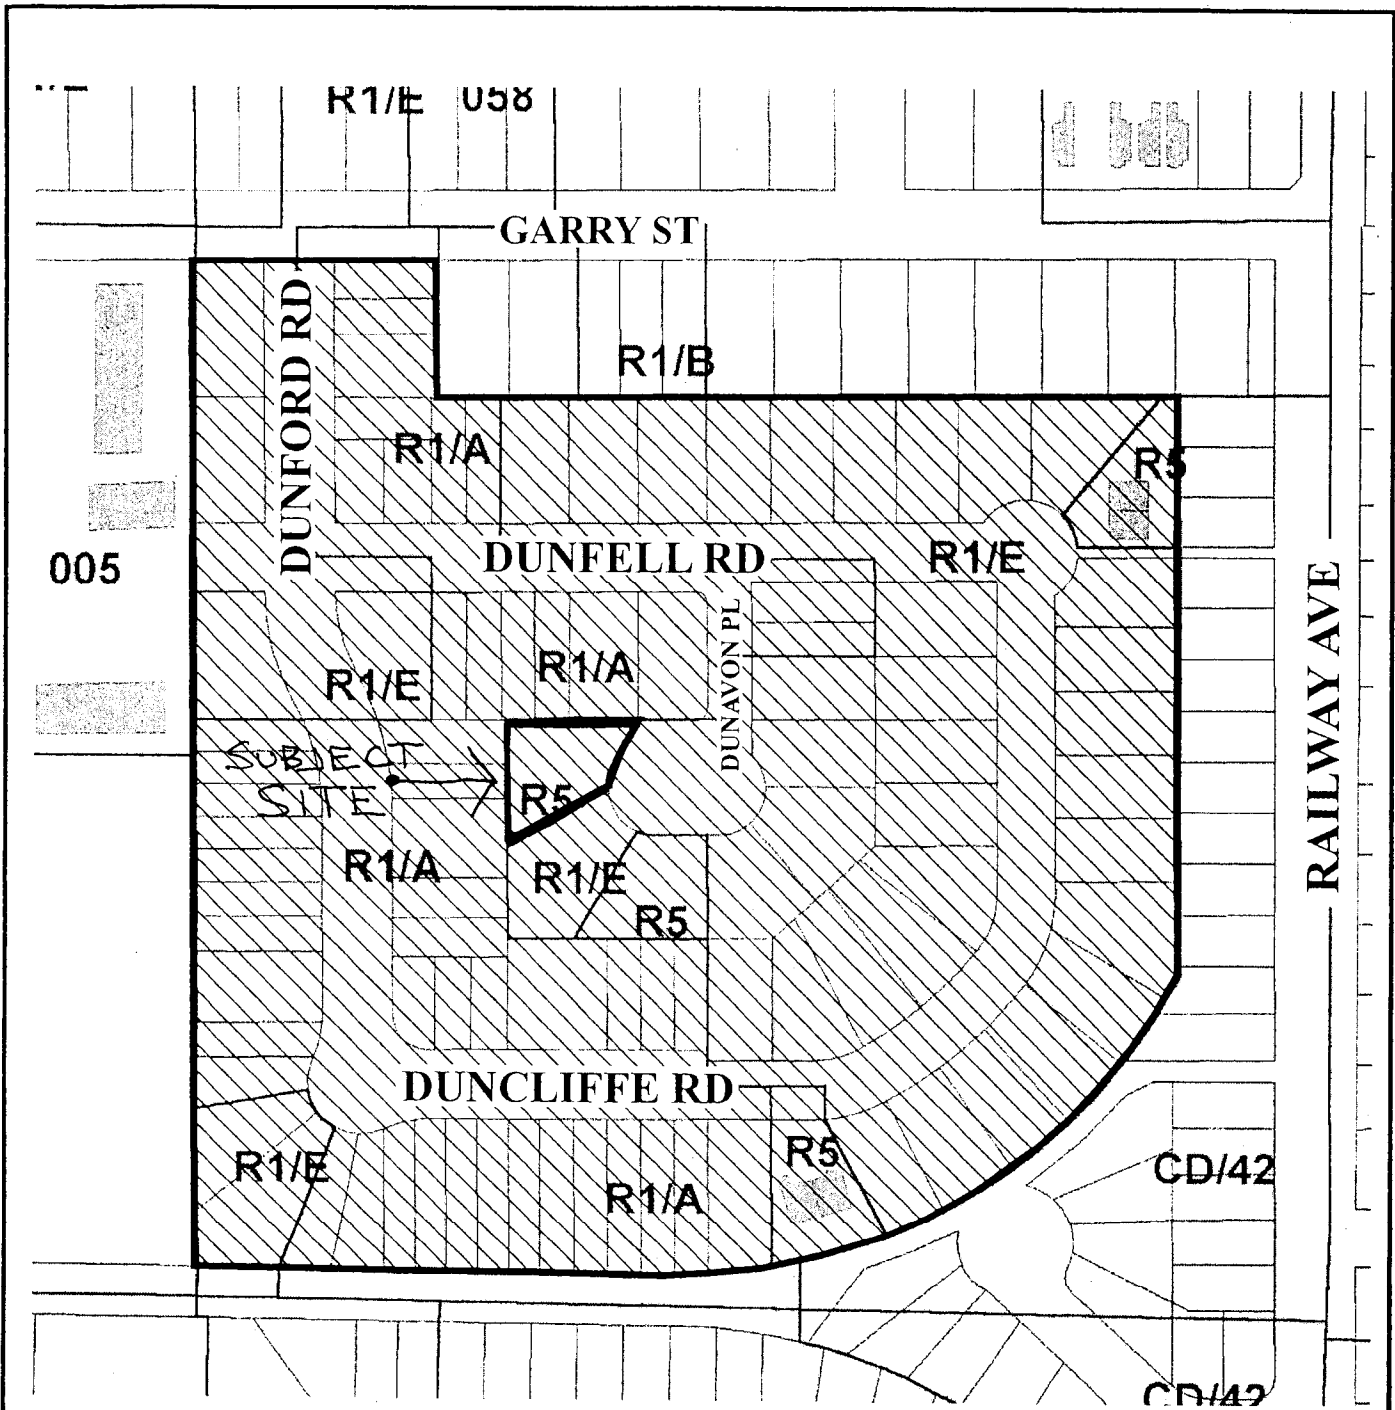 R1/E 058
GARRY ST
DUNFORD RD
R1/B
R1/A
R5
DUNFELL RD
R1/E
005
DUNAVON PL
RAILWAY AVE
R1/A
R1/E
SUBJECT
SITE
R5
R1/A
R1/E
R5
DUNCLIFFE RD
R5
R1/E
CD/42
R1/A
CD/42